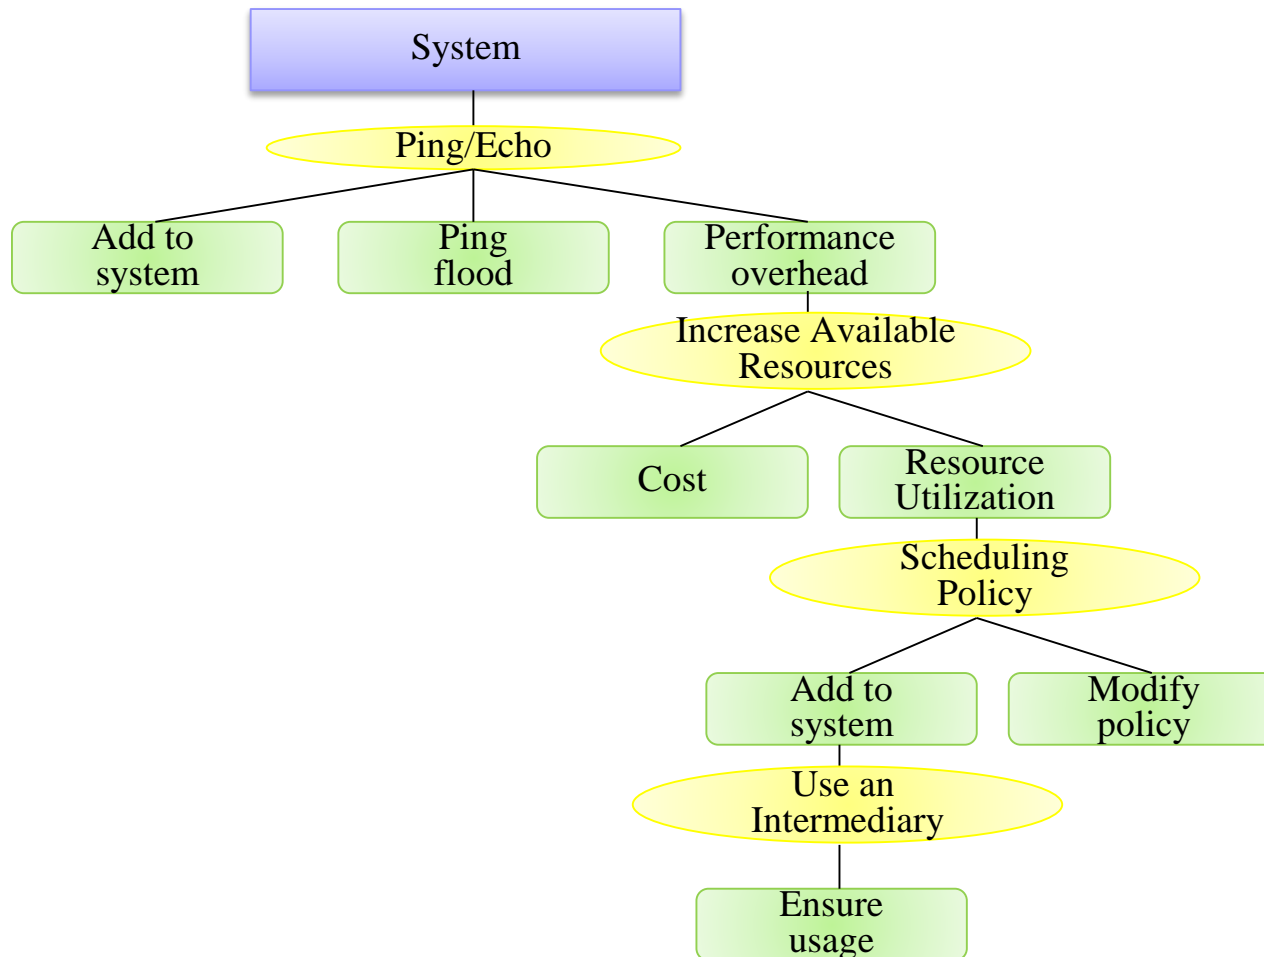 System
Ping/Echo
Add to
system
Ping
flood
Performance
overhead
Increase Available
Resources
Cost
Resource
Utilization
Scheduling
Policy
Add to
system
Modify
policy
Use an
Intermediary
Ensure
usage